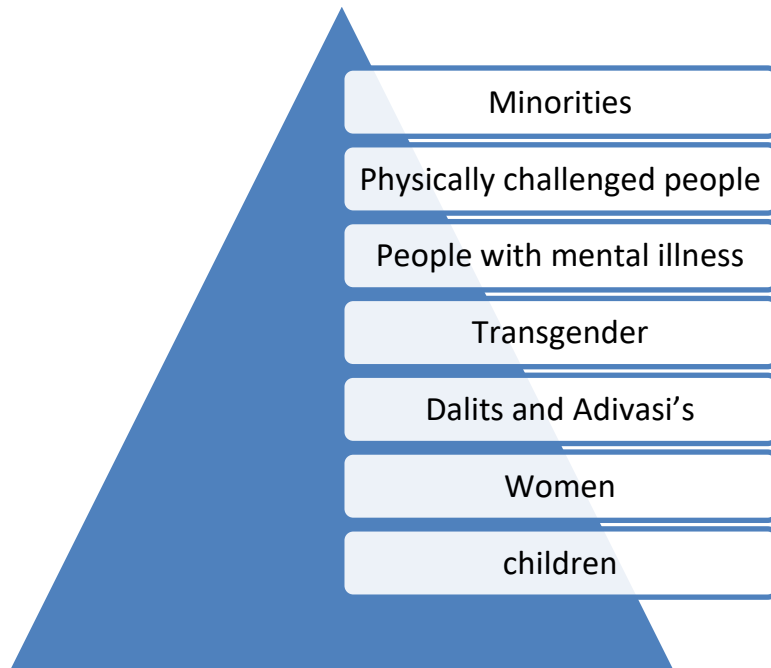 Minorities
Physically challenged people
People with mental illness
Transgender
Dalits and Adivasi’s
Women
children